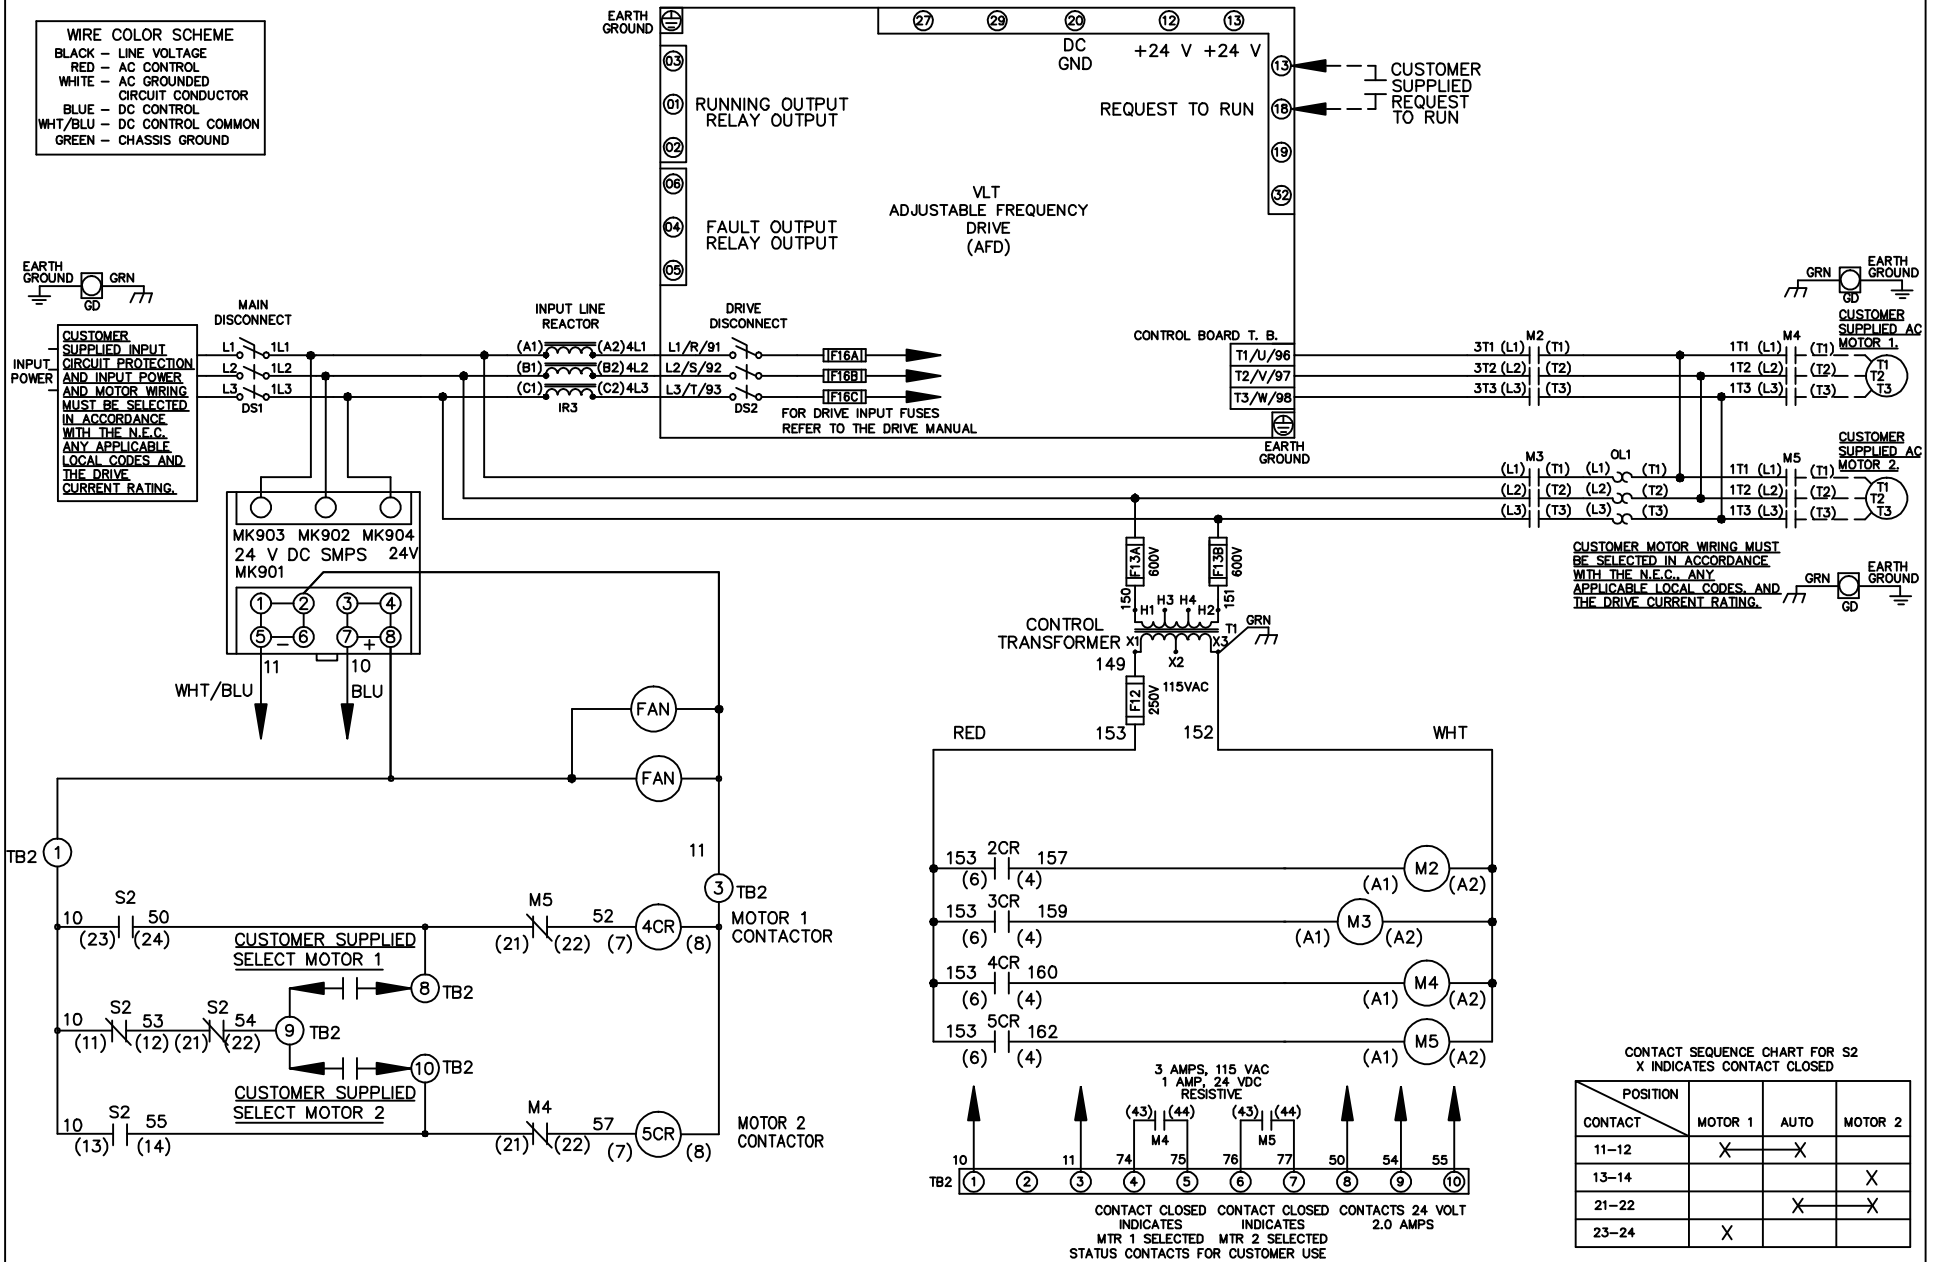 WIRE COLOR SCHEME
BLACK – LINE VOLTAGE
RED – AC CONTROL
WHITE – AC GROUNDED
CIRCUIT CONDUCTOR
BLUE – DC CONTROL
WHT/BLU – DC CONTROL COMMON
GREEN – CHASSIS GROUND
EARTH
GROUND
03
01
02
RUNNING OUTPUT
RELAY OUTPUT
06
04
05
FAULT OUTPUT
RELAY OUTPUT
27
29
20
12
13
DC
GND
+24 V +24 V
13
18
19
32
REQUEST TO RUN
CUSTOMER
SUPPLIED
REQUEST
TO RUN
VLT
ADJUSTABLE FREQUENCY
DRIVE
(AFD)
EARTH
GROUND
GRN
GD
INPUT
POWER
CUSTOMER
SUPPLIED INPUT
CIRCUIT PROTECTION
AND INPUT POWER
AND MOTOR WIRING
MUST BE SELECTED
IN ACCORDANCE
WITH THE N.E.C.
ANY APPLICABLE
LOCAL CODES AND
THE DRIVE
CURRENT RATING.
MAIN
DISCONNECT
L1 1L1
L2 1L2
L3 1L3
DS1
INPUT LINE
REACTOR
(A1) (A2)4L1
(B1) (B2)4L2
(C1) (C2)4L3
IR3
DRIVE
DISCONNECT
L1/R/91
L2/S/92
L3/T/93
DS2
F16A
F16B
F16C
FOR DRIVE INPUT FUSES
REFER TO THE DRIVE MANUAL
CONTROL BOARD T. B.
T1/U/96
T2/V/97
T3/W/98
EARTH
GROUND
M2
3T1 (L1) (T1)
3T2 (L2) (T2)
3T3 (L3) (T3)
M4
1T1 (L1) (T1)
1T2 (L2) (T2)
1T3 (L3) (T3)
GRN
EARTH
GROUND
GD
CUSTOMER
SUPPLIED AC
MOTOR 1.
T1
T2
T3
M3
(L1) (T1)
(L2) (T2)
(L3) (T3)
OL1
(L1) (T1)
(L2) (T2)
(L3) (T3)
M5
1T1 (L1) (T1)
1T2 (L2) (T2)
1T3 (L3) (T3)
CUSTOMER
SUPPLIED AC
MOTOR 2.
T1
T2
T3
CUSTOMER MOTOR WIRING MUST
BE SELECTED IN ACCORDANCE
WITH THE N.E.C., ANY
APPLICABLE LOCAL CODES, AND
THE DRIVE CURRENT RATING.
GRN
EARTH
GROUND
GD
MK903 MK902 MK904
24 V DC SMPS 24V
MK901
1 2 3 4
5 – 6 7 + 8
11
10
WHT/BLU
BLU
FAN
FAN
F13A
600V
F13B
600V
150
151
H1 H3 H4 H2
CONTROL
TRANSFORMER
X1 X2 X3
T1
GRN
149
F12
250V
115VAC
153
152
RED
WHT
TB2 1
11
3 TB2
S2
10 50
(23) (24)
M5
52
(21) (22) (7) 4CR (8)
MOTOR 1
CONTACTOR
CUSTOMER SUPPLIED
SELECT MOTOR 1
8 TB2
S2 S2
10 53 54
(11) (12) (21) (22)
9 TB2
10 TB2
CUSTOMER SUPPLIED
SELECT MOTOR 2
S2
10 55
(13) (14)
M4
57
(21) (22) (7) 5CR (8)
MOTOR 2
CONTACTOR
153 2CR 157
(6) (4)
(A1) M2 (A2)
153 3CR 159
(6) (4)
(A1) M3 (A2)
153 4CR 160
(6) (4)
(A1) M4 (A2)
153 5CR 162
(6) (4)
(A1) M5 (A2)
3 AMPS, 115 VAC
1 AMP, 24 VDC
RESISTIVE
(43) (44)
M4
(43) (44)
M5
10 11 74 75 76 77 50 54 55
TB2 1 2 3 4 5 6 7 8 9 10
CONTACT CLOSED
INDICATES
MTR 1 SELECTED
CONTACT CLOSED
INDICATES
MTR 2 SELECTED
STATUS CONTACTS FOR CUSTOMER USE
CONTACTS 24 VOLT
2.0 AMPS
CONTACT SEQUENCE CHART FOR S2
X INDICATES CONTACT CLOSED
POSITION
CONTACT MOTOR 1 AUTO MOTOR 2
11–12 X X
13–14 X
21–22 X X
23–24 X